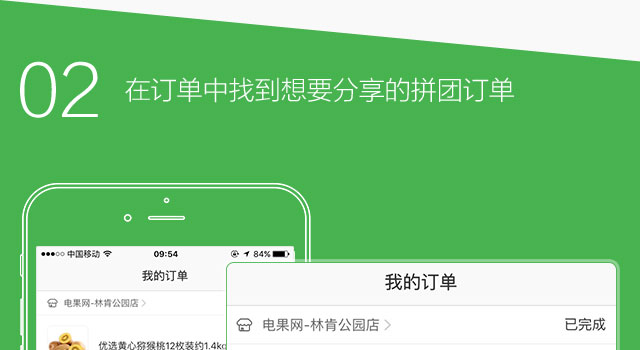 02 在订单中找到想要分享的拼团订单
中国移动 09:54 84%
我的订单
我的订单
电果网-林肯公园店
电果网-林肯公园店 已完成
优选黄心猕猴桃12枚装约1.4kg